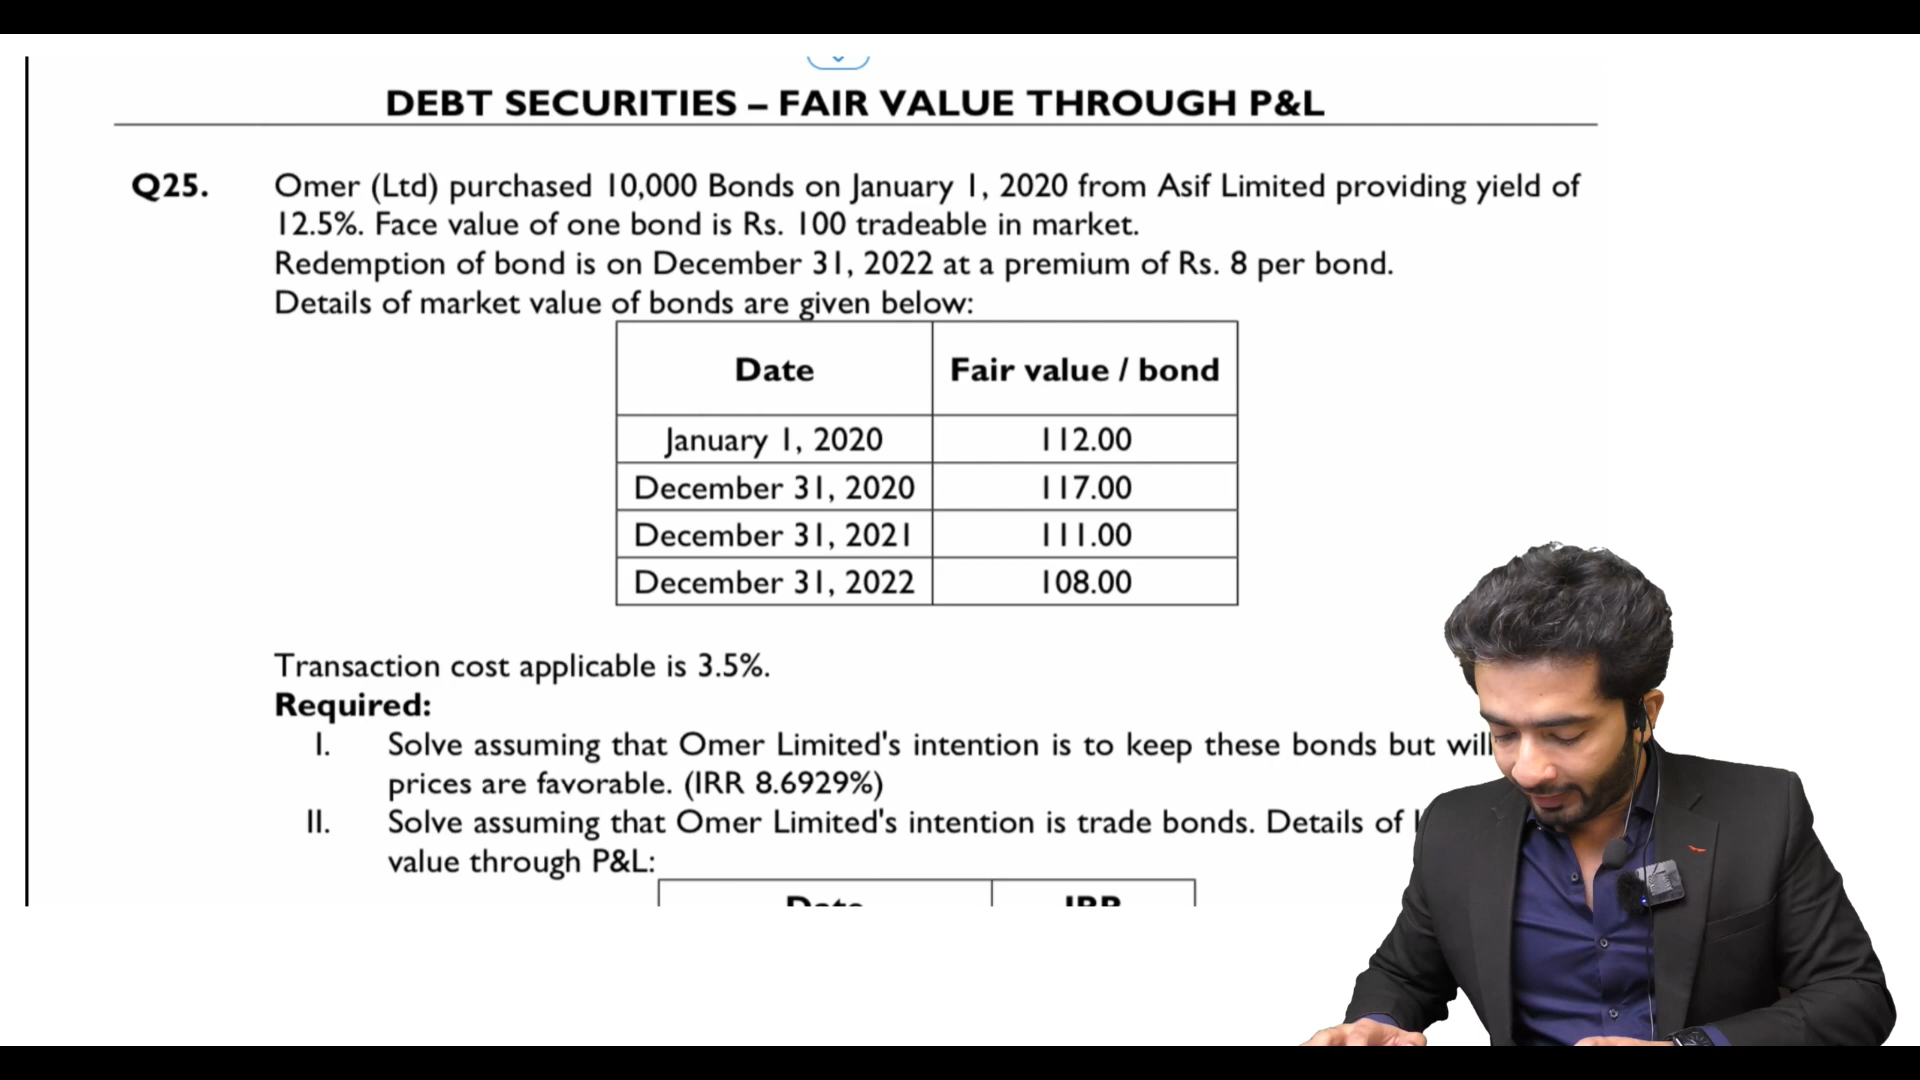 DEBT SECURITIES – FAIR VALUE THROUGH P&L
Q25. Omer (Ltd) purchased 10,000 Bonds on January 1, 2020 from Asif Limited providing yield of
12.5%. Face value of one bond is Rs. 100 tradeable in market.
Redemption of bond is on December 31, 2022 at a premium of Rs. 8 per bond.
Details of market value of bonds are given below:
Date Fair value / bond
January 1, 2020 112.00
December 31, 2020 117.00
December 31, 2021 111.00
December 31, 2022 108.00
Transaction cost applicable is 3.5%.
Required:
I. Solve assuming that Omer Limited's intention is to keep these bonds but will
prices are favorable. (IRR 8.6929%)
II. Solve assuming that Omer Limited's intention is trade bonds. Details of
value through P&L:
Date IRR